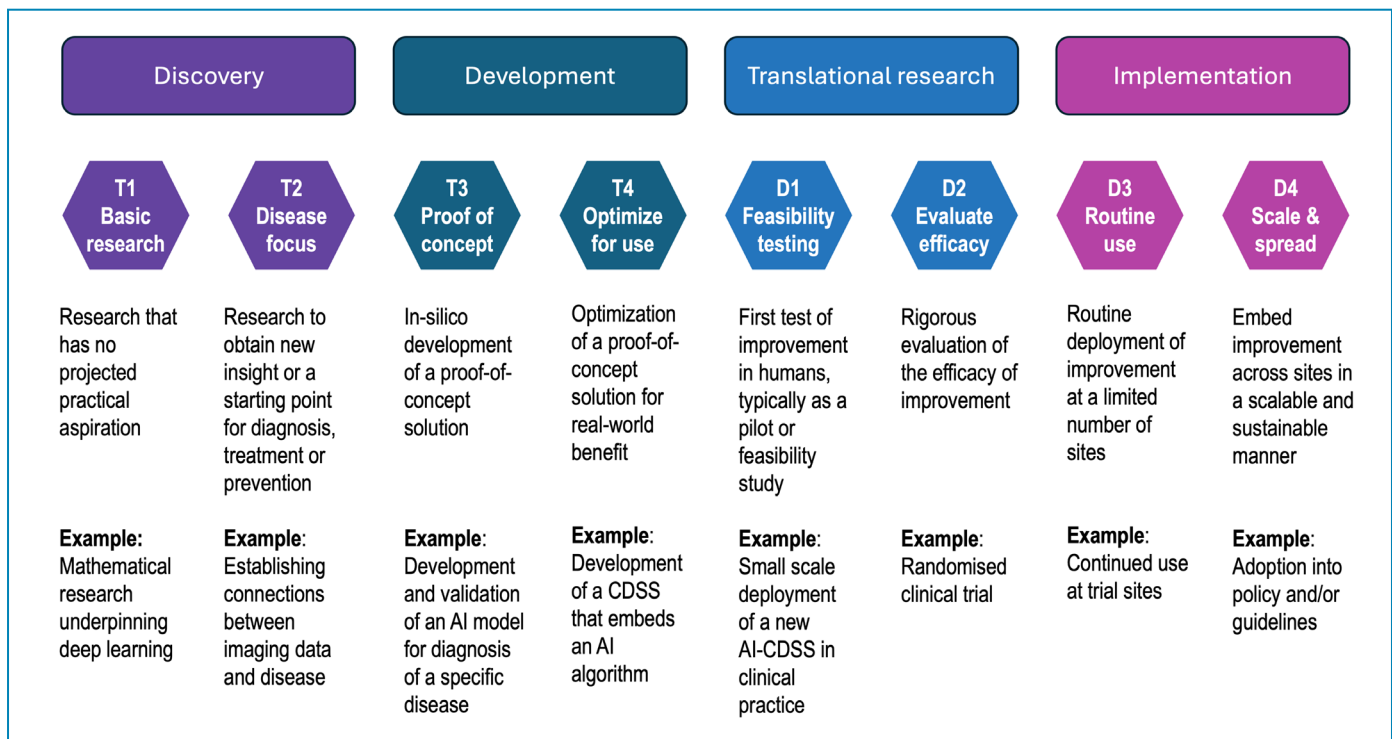 Discovery
Development
Translational research
Implementation
T1
Basic
research
T2
Disease
focus
T3
Proof of
concept
T4
Optimize
for use
D1
Feasibility
testing
D2
Evaluate
efficacy
D3
Routine
use
D4
Scale &
spread
Research that
has no
projected
practical
aspiration
Research to
obtain new
insight or a
starting point
for diagnosis,
treatment or
prevention
In-silico
development
of a proof-of-
concept
solution
Optimization
of a proof-of-
concept
solution for
real-world
benefit
First test of
improvement
in humans,
typically as a
pilot or
feasibility
study
Rigorous
evaluation of
the efficacy of
improvement
Routine
deployment of
improvement
at a limited
number of
sites
Embed
improvement
across sites in
a scalable and
sustainable
manner
Example:
Mathematical
research
underpinning
deep learning
Example:
Establishing
connections
between
imaging data
and disease
Example:
Development
and validation
of an AI model
for diagnosis
of a specific
disease
Example:
Development
of a CDSS
that embeds
an AI
algorithm
Example:
Small scale
deployment
of a new
AI-CDSS in
clinical
practice
Example:
Randomised
clinical trial
Example:
Continued use
at trial sites
Example:
Adoption into
policy and/or
guidelines